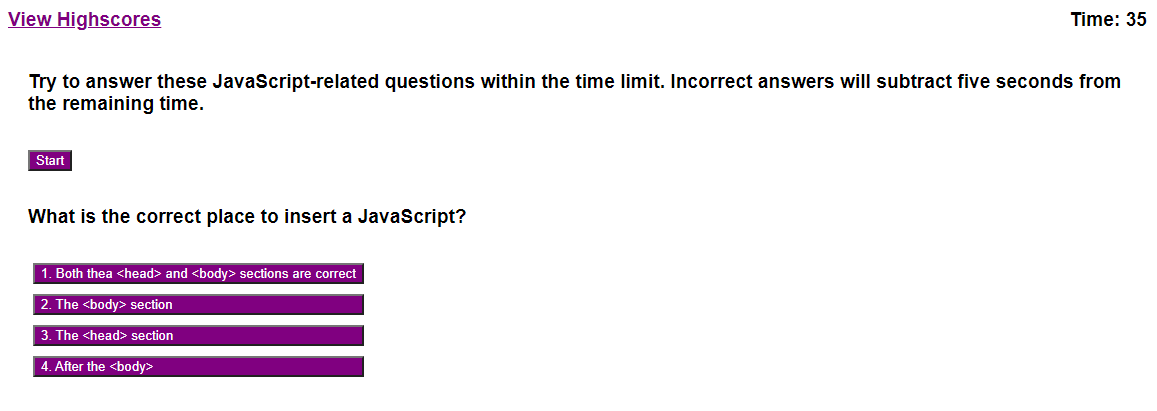 View Highscores
Time: 35
Try to answer these JavaScript-related questions within the time limit. Incorrect answers will subtract five seconds from
the remaining time.
Start
What is the correct place to insert a JavaScript?
1. Both thea <head> and <body> sections are correct
2. The <body> section
3. The <head> section
4. After the <body>